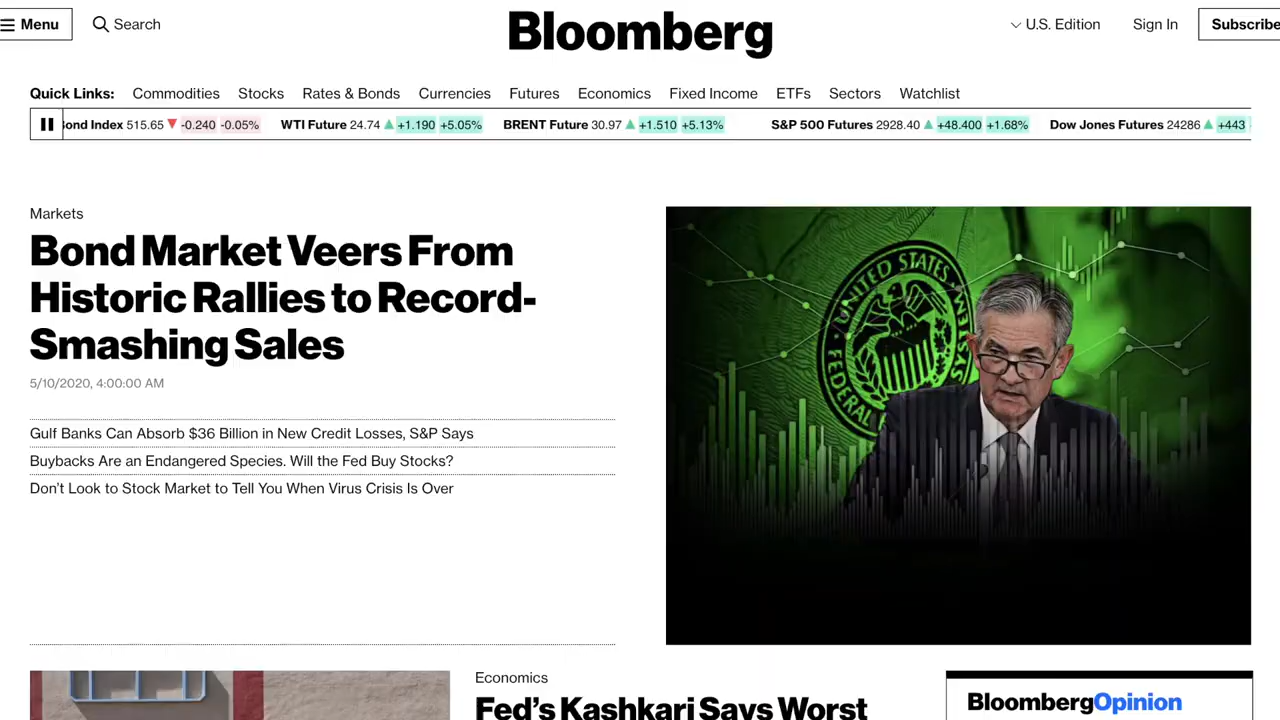 Menu
Search
Bloomberg
U.S. Edition
Sign In
Subscribe
Quick Links:
Commodities
Stocks
Rates & Bonds
Currencies
Futures
Economics
Fixed Income
ETFs
Sectors
Watchlist
ond Index 515.65 ▼ -0.240 -0.05%
WTI Future 24.74 ▲ +1.190 +5.05%
BRENT Future 30.97 ▲ +1.510 +5.13%
S&P 500 Futures 2928.40 ▲ +48.400 +1.68%
Dow Jones Futures 24286 ▲ +443
Markets
Bond Market Veers From
Historic Rallies to Record-
Smashing Sales
5/10/2020, 4:00:00 AM
Gulf Banks Can Absorb $36 Billion in New Credit Losses, S&P Says
Buybacks Are an Endangered Species. Will the Fed Buy Stocks?
Don't Look to Stock Market to Tell You When Virus Crisis Is Over
UNITED STATES
FEDERAL
SYSTEM
Economics
Fed's Kashkari Says Worst
BloombergOpinion